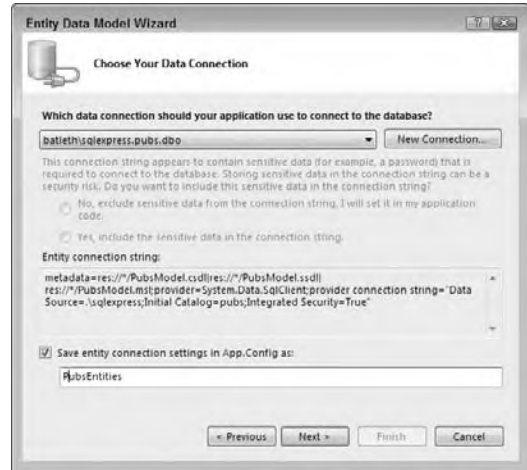 Entity Data Model Wizard
Choose Your Data Connection
Which data connection should your application use to connect to the database?
batleth\sqlexpress.pubs.dbo
New Connection...
This connection string appears to contain sensitive data (for example, a password) that is
required to connect to the database. Storing sensitive data in the connection string can be a
security risk. Do you want to include this sensitive data in the connection string?
No, exclude sensitive data from the connection string. I will set it in my application
code.
Yes, include the sensitive data in the connection string.
Entity connection string:
metadata=res://*/PubsModel.csdl|res://*/PubsModel.ssdl|
res://*/PubsModel.msl;provider=System.Data.SqlClient;provider connection string="Data
Source=.\sqlexpress;Initial Catalog=pubs;Integrated Security=True"
Save entity connection settings in App.Config as:
PubsEntities
< Previous
Next >
Finish
Cancel